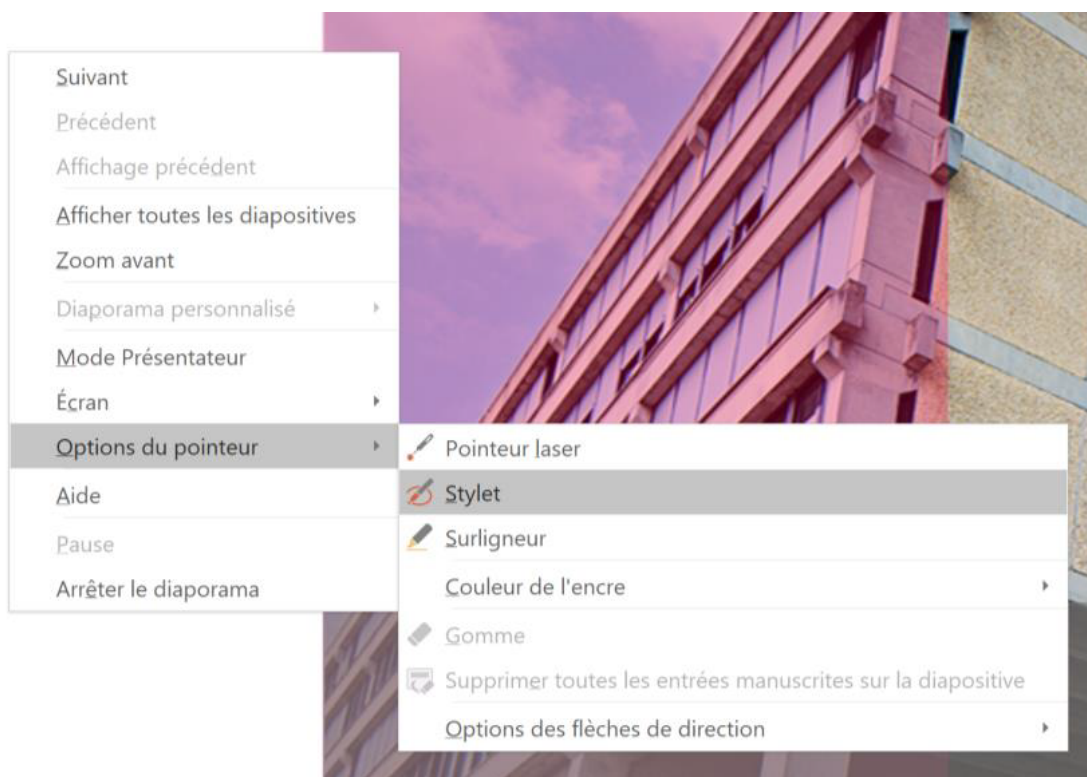 Suivant
Précédent
Affichage précédent
Afficher toutes les diapositives
Zoom avant
Diaporama personnalisé
Mode Présentateur
Écran
Options du pointeur
Aide
Pause
Arrêter le diaporama
Pointeur laser
Stylet
Surligneur
Couleur de l'encre
Gomme
Supprimer toutes les entrées manuscrites sur la diapositive
Options des flèches de direction